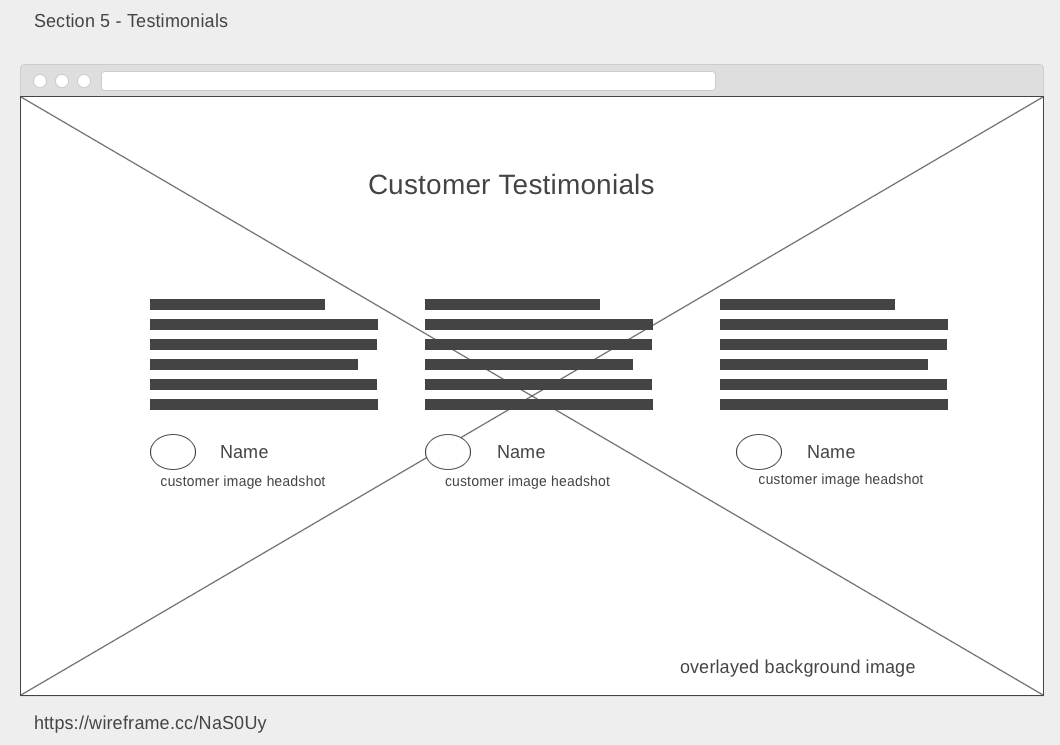 Section 5 - Testimonials
Customer Testimonials
Name
customer image headshot
Name
customer image headshot
Name
customer image headshot
overlayed background image
https://wireframe.cc/NaS0Uy